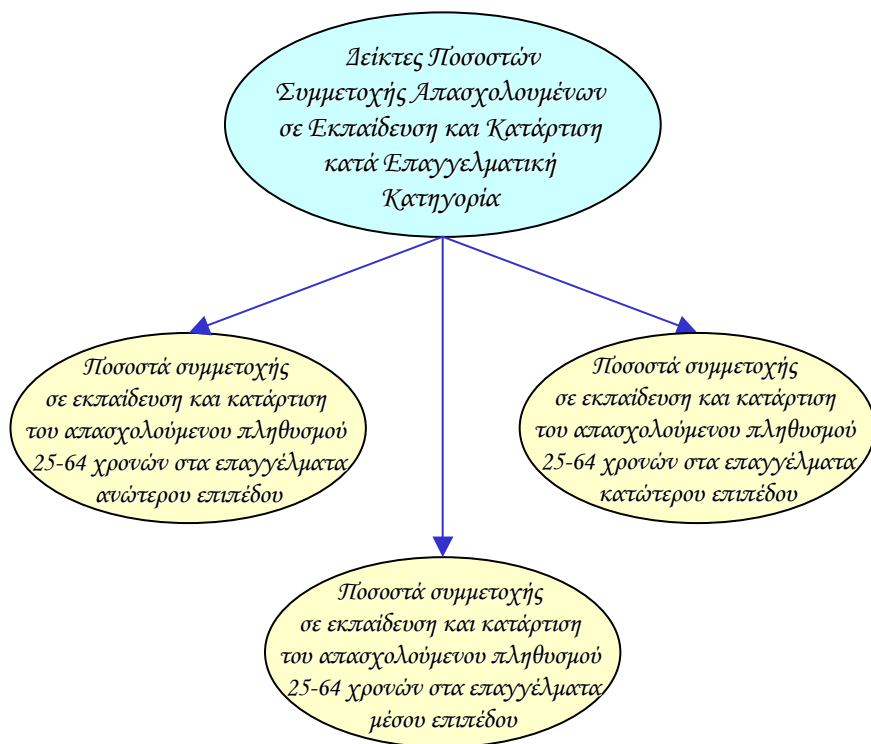 Δείκτες Ποσοστών
Συμμετοχής Απασχολουμένων
σε Εκπαίδευση και Κατάρτιση
κατά Επαγγελματική
Κατηγορία
Ποσοστά συμμετοχής
σε εκπαίδευση και κατάρτιση
του απασχολούμενου πληθυσμού
25-64 χρονών στα επαγγέλματα
ανώτερου επιπέδου
Ποσοστά συμμετοχής
σε εκπαίδευση και κατάρτιση
του απασχολούμενου πληθυσμού
25-64 χρονών στα επαγγέλματα
κατώτερου επιπέδου
Ποσοστά συμμετοχής
σε εκπαίδευση και κατάρτιση
του απασχολούμενου πληθυσμού
25-64 χρονών στα επαγγέλματα
μέσου επιπέδου